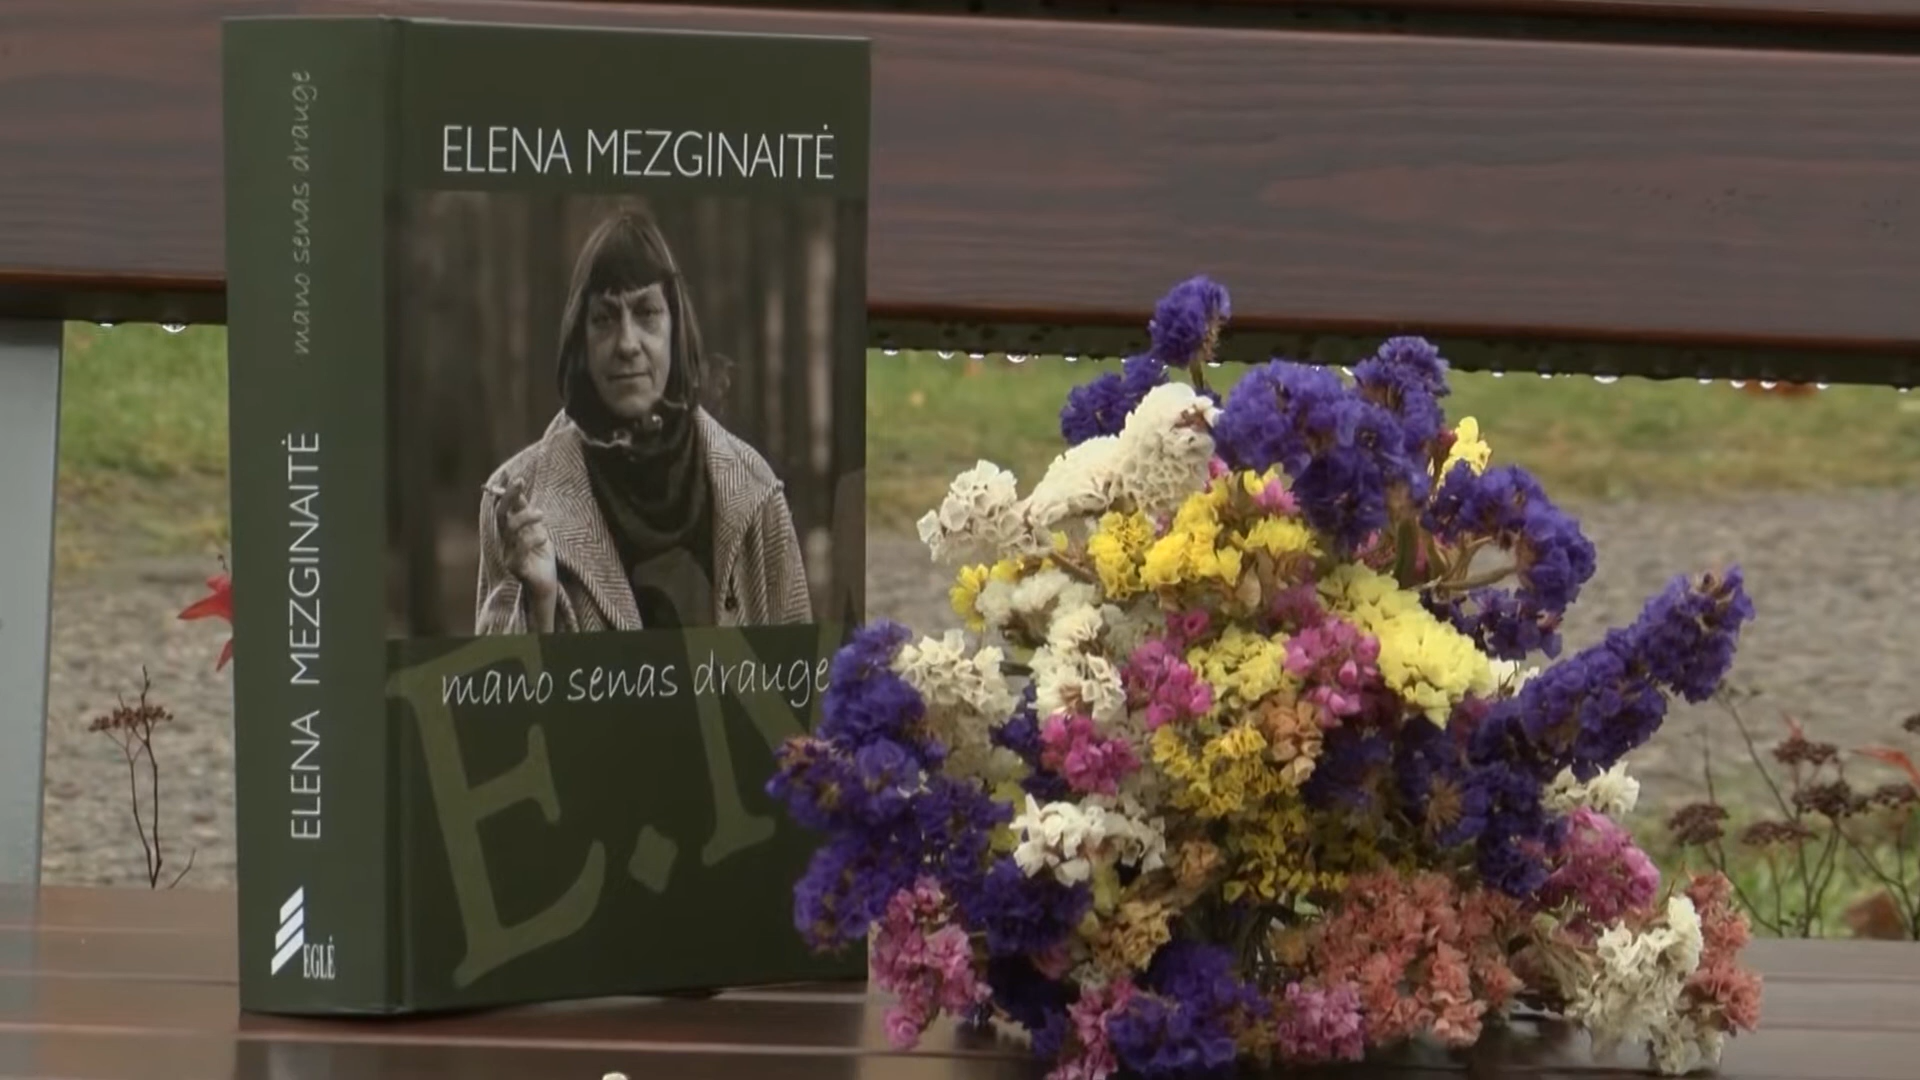 mano senas drauge
ELENA MEZGINAITĖ
EGLĖ
ELENA MEZGINAITĖ
mano senas drauge
E.M